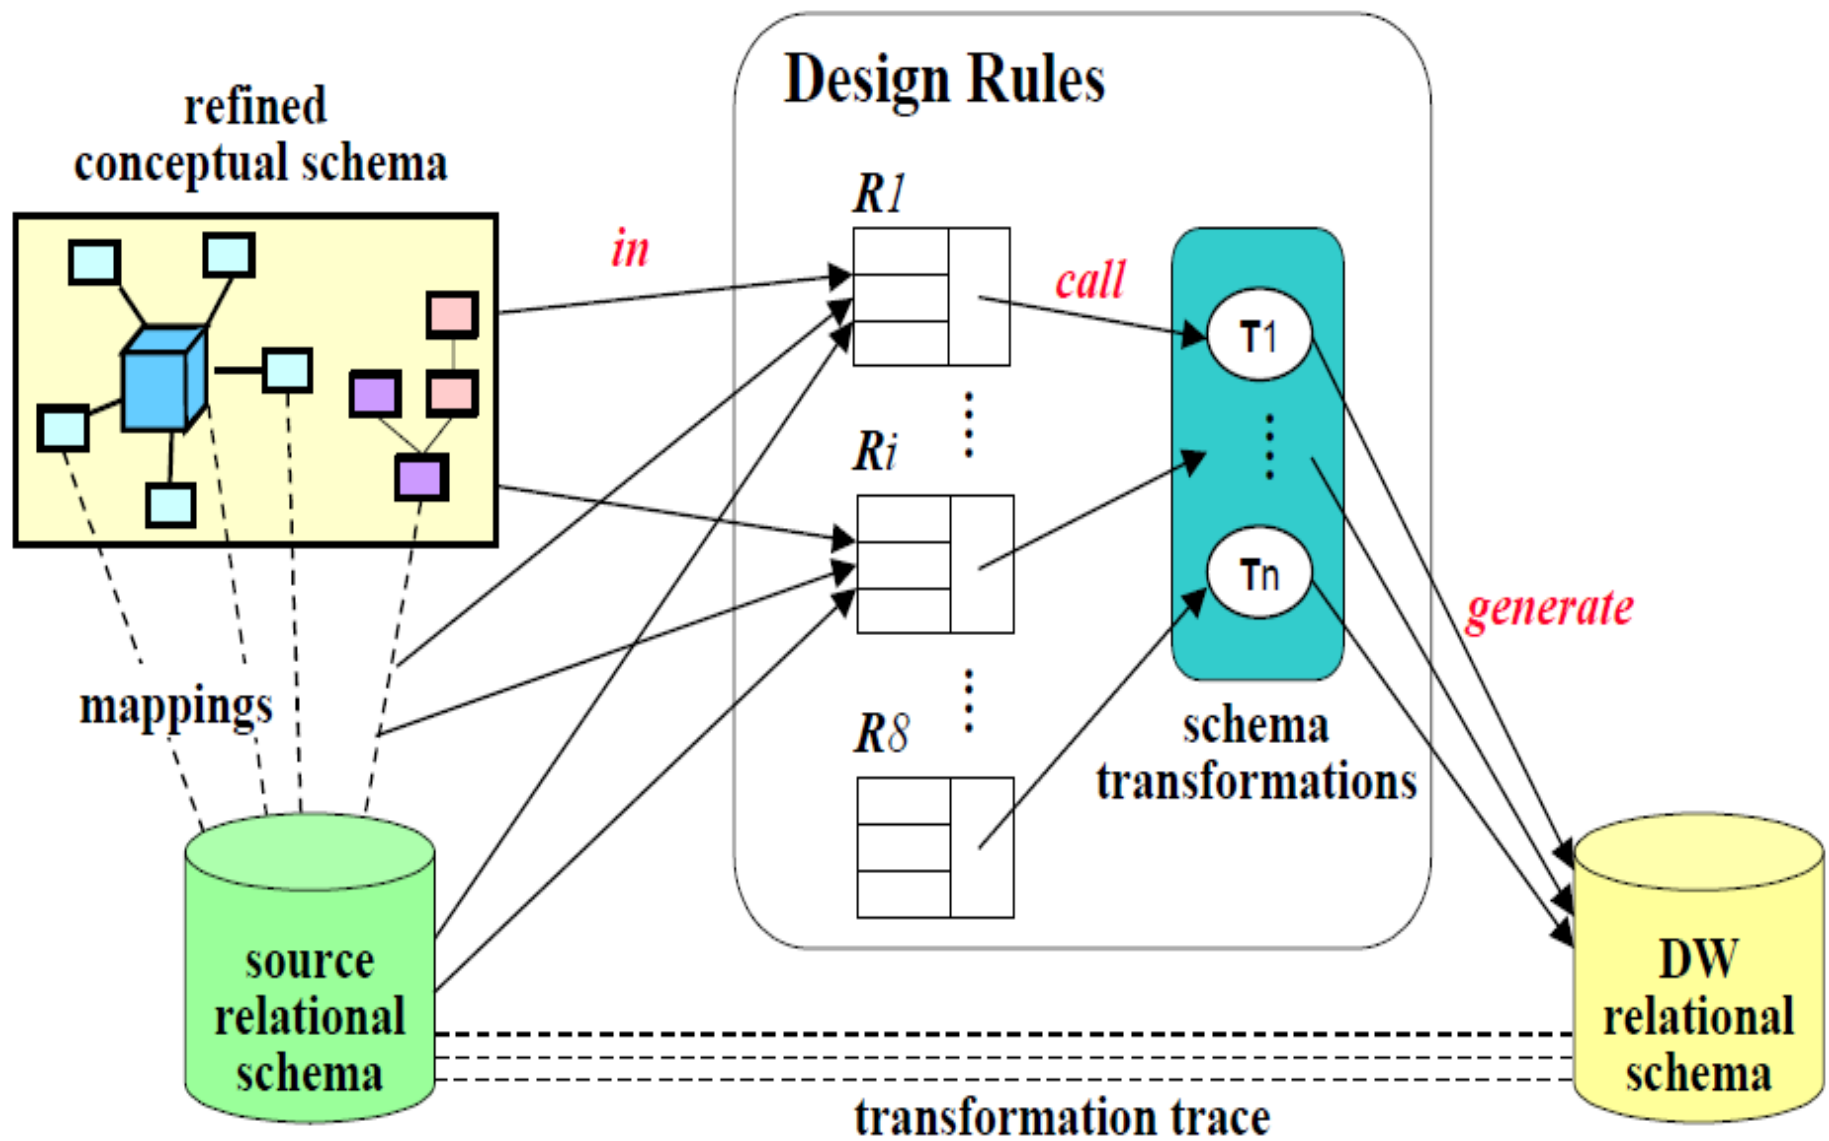 Design Rules
refined
conceptual schema
R1
in
call
T1
Ri
Tn
generate
mappings
R8
schema
transformations
source
relational
schema
DW
relational
schema
transformation trace